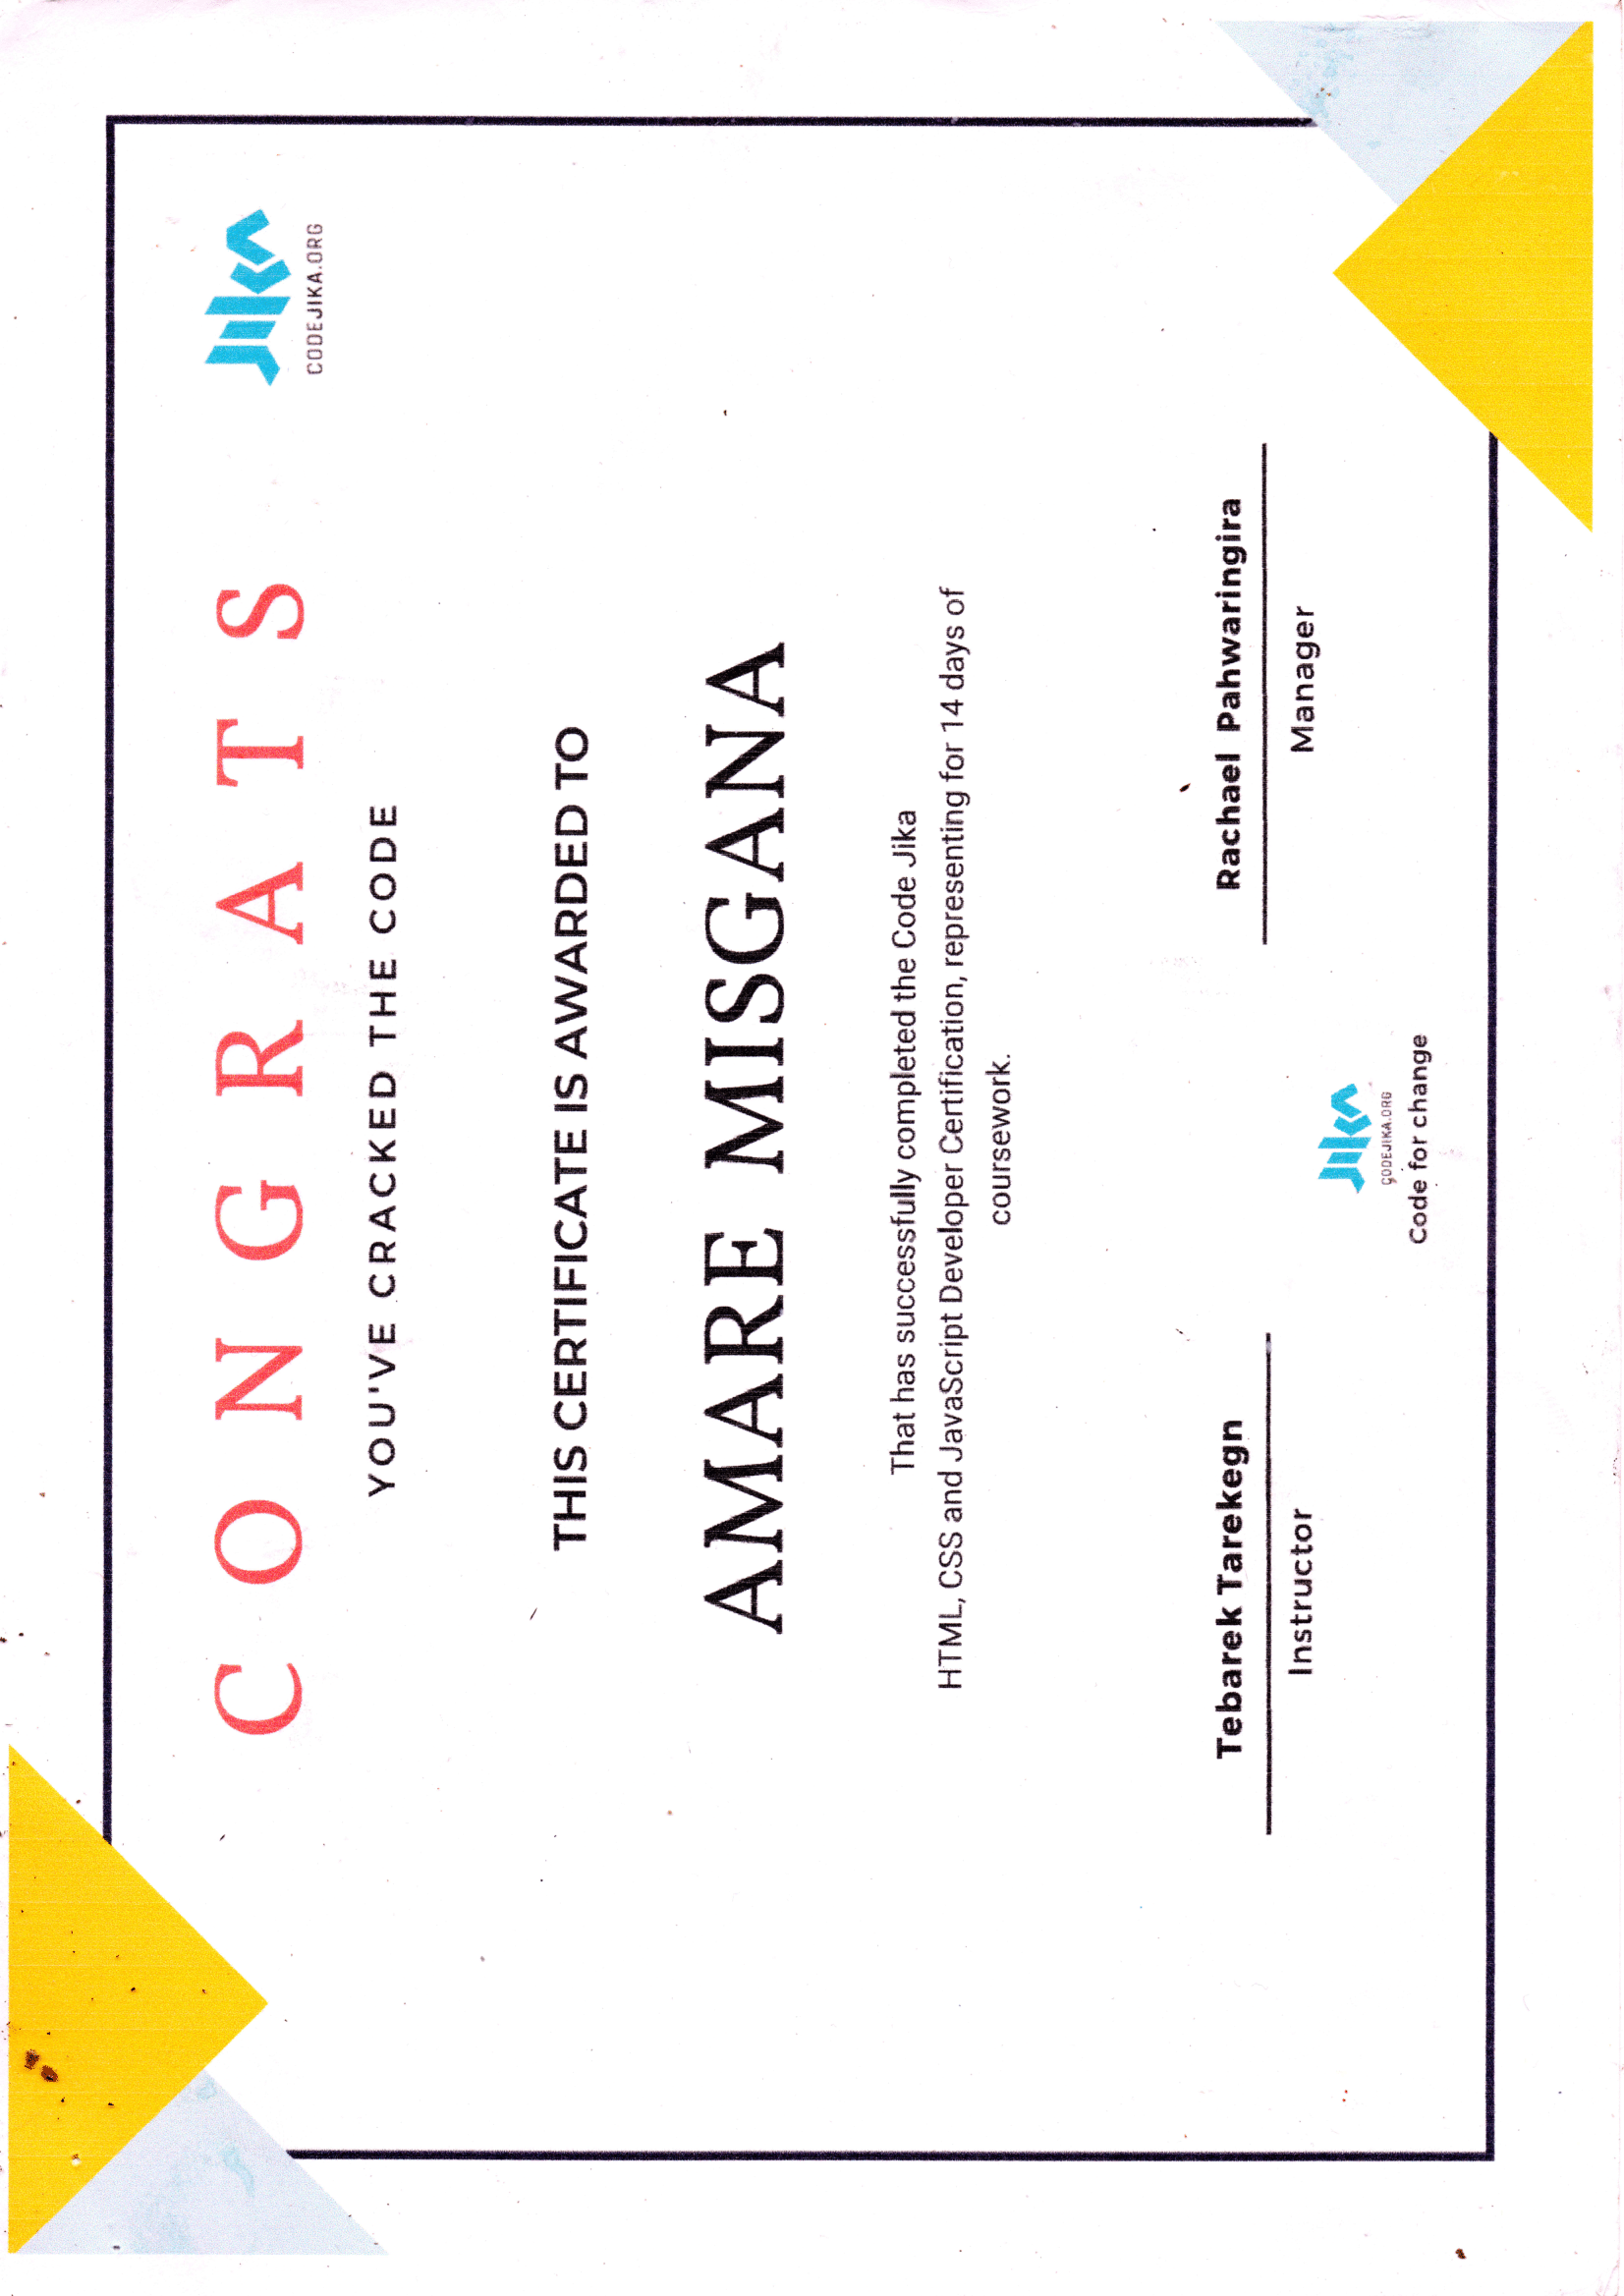 JIKA
CODEJIKA.ORG
CONGRATS
YOU'VE CRACKED THE CODE
THIS CERTIFICATE IS AWARDED TO
AMARE MISGANA
That has successfully completed the Code Jika
HTML, CSS and JavaScript Developer Certification, representing for 14 days of
coursework.
Tebarek Tarekegn
Instructor
Rachael Pahwaringira
Manager
JIKA
CODEJIKA.ORG
Code for change